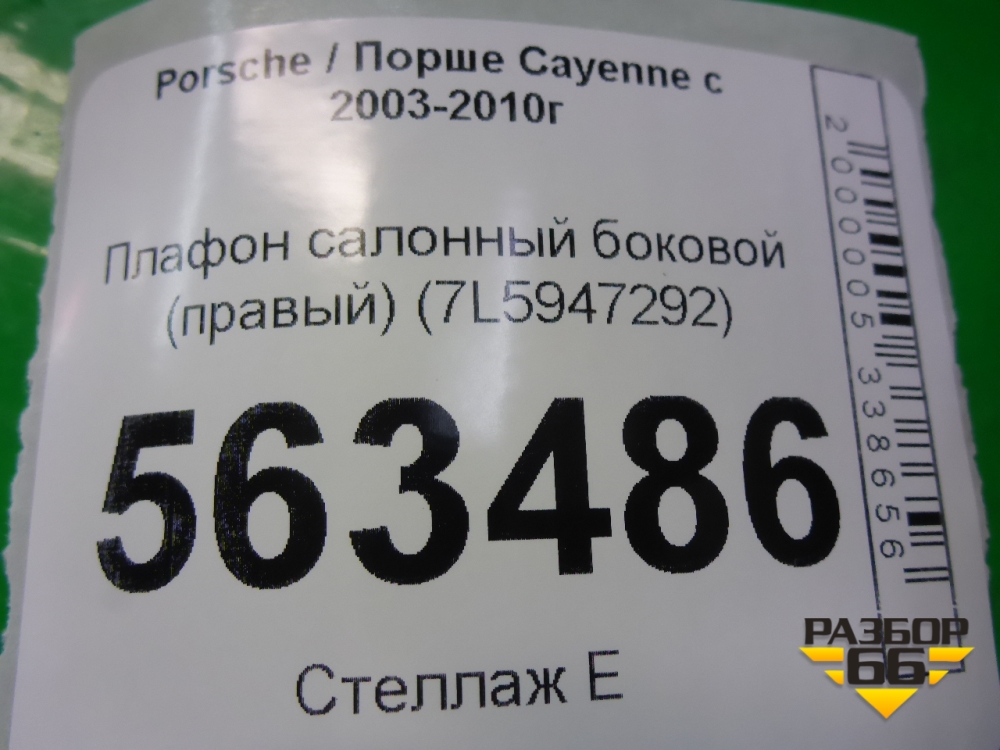 Porsche / Порше Cayenne с
2003-2010г
Плафон салонный боковой
(правый) (7L5947292)
563486
Стеллаж Е
2000005338656
РАЗБОР
66